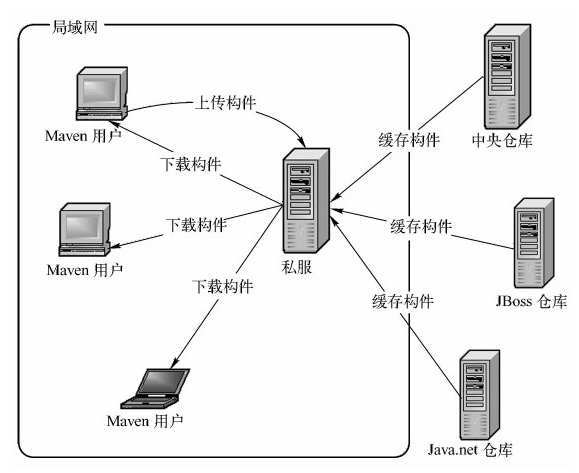 局域网
上传构件
Maven 用户
中央仓库
缓存构件
下载构件
下载构件
缓存构件
Maven 用户
私服
下载构件
JBoss 仓库
缓存构件
Maven 用户
Java.net 仓库